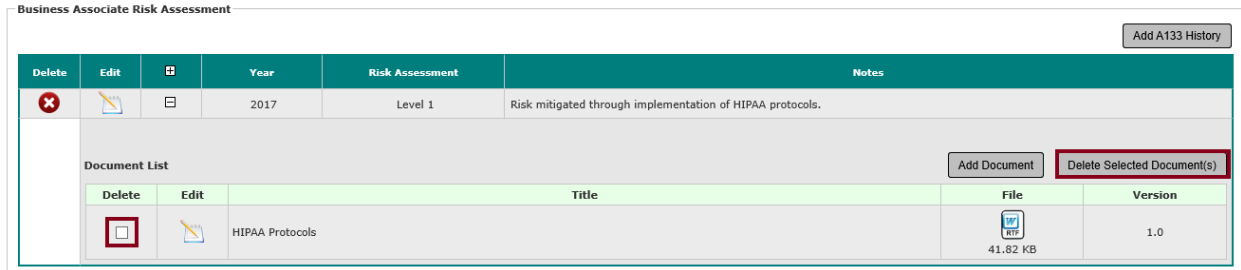 Business Associate Risk Assessment
Add A133 History
Delete Edit Year Risk Assessment Notes
2017 Level 1 Risk mitigated through implementation of HIPAA protocols.
Document List Add Document Delete Selected Document(s)
Delete Edit Title File Version
HIPAA Protocols W RTF 1.0
41.82 KB